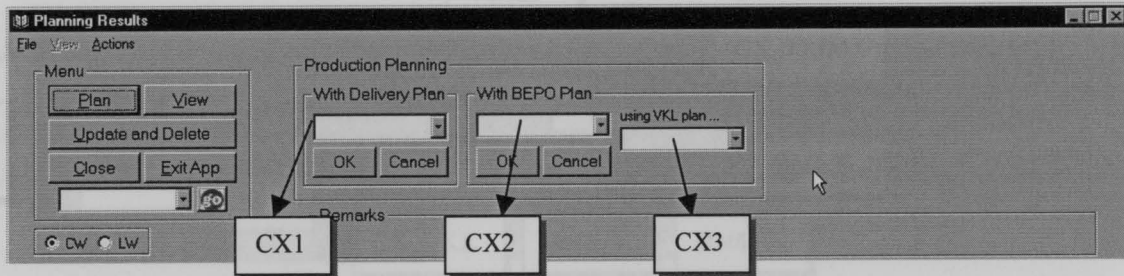 Planning Results
File View Actions
Menu
Plan View
Update and Delete
Close Exit App
go
CW LW
Production Planning
With Delivery Plan
OK Cancel
With BEPO Plan
using VKL plan ...
OK Cancel
Remarks
CX1 CX2 CX3